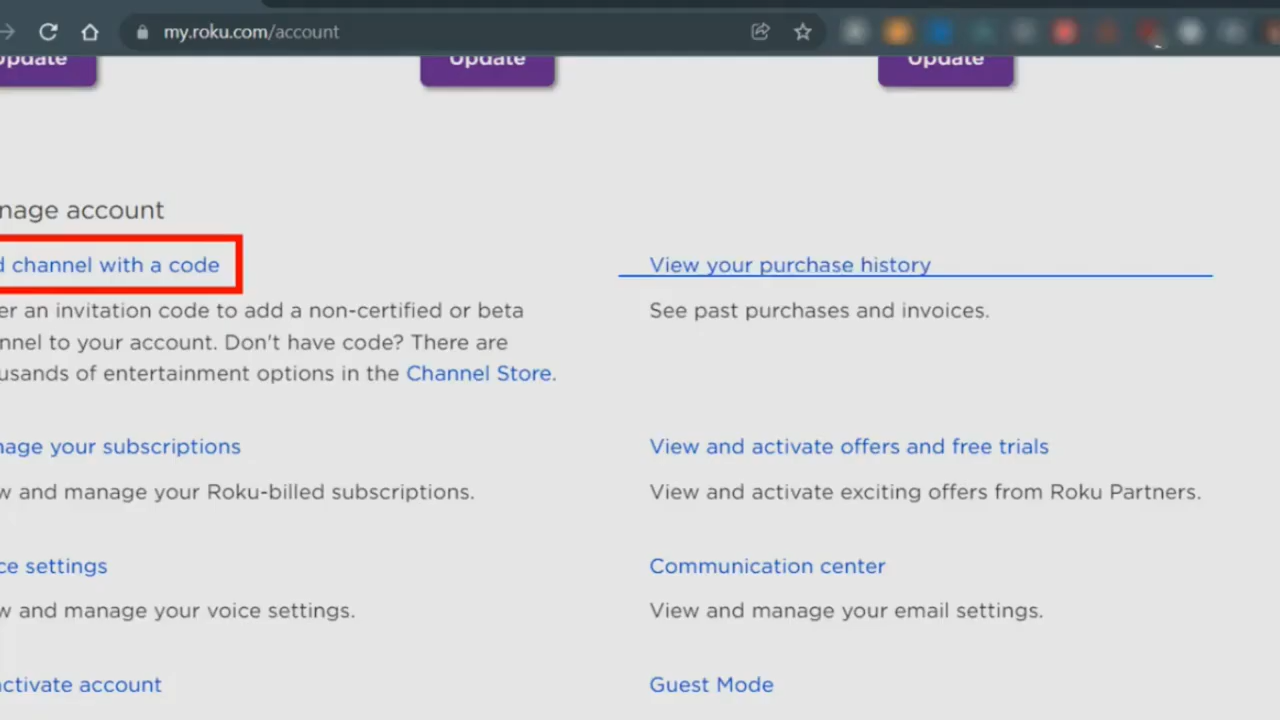 my.roku.com/account
Update Update Update
nage account
d channel with a code
er an invitation code to add a non-certified or beta
nnel to your account. Don't have code? There are
usands of entertainment options in the Channel Store.
View your purchase history
See past purchases and invoices.
nage your subscriptions
w and manage your Roku-billed subscriptions.
View and activate offers and free trials
View and activate exciting offers from Roku Partners.
ce settings
w and manage your voice settings.
Communication center
View and manage your email settings.
activate account
Guest Mode